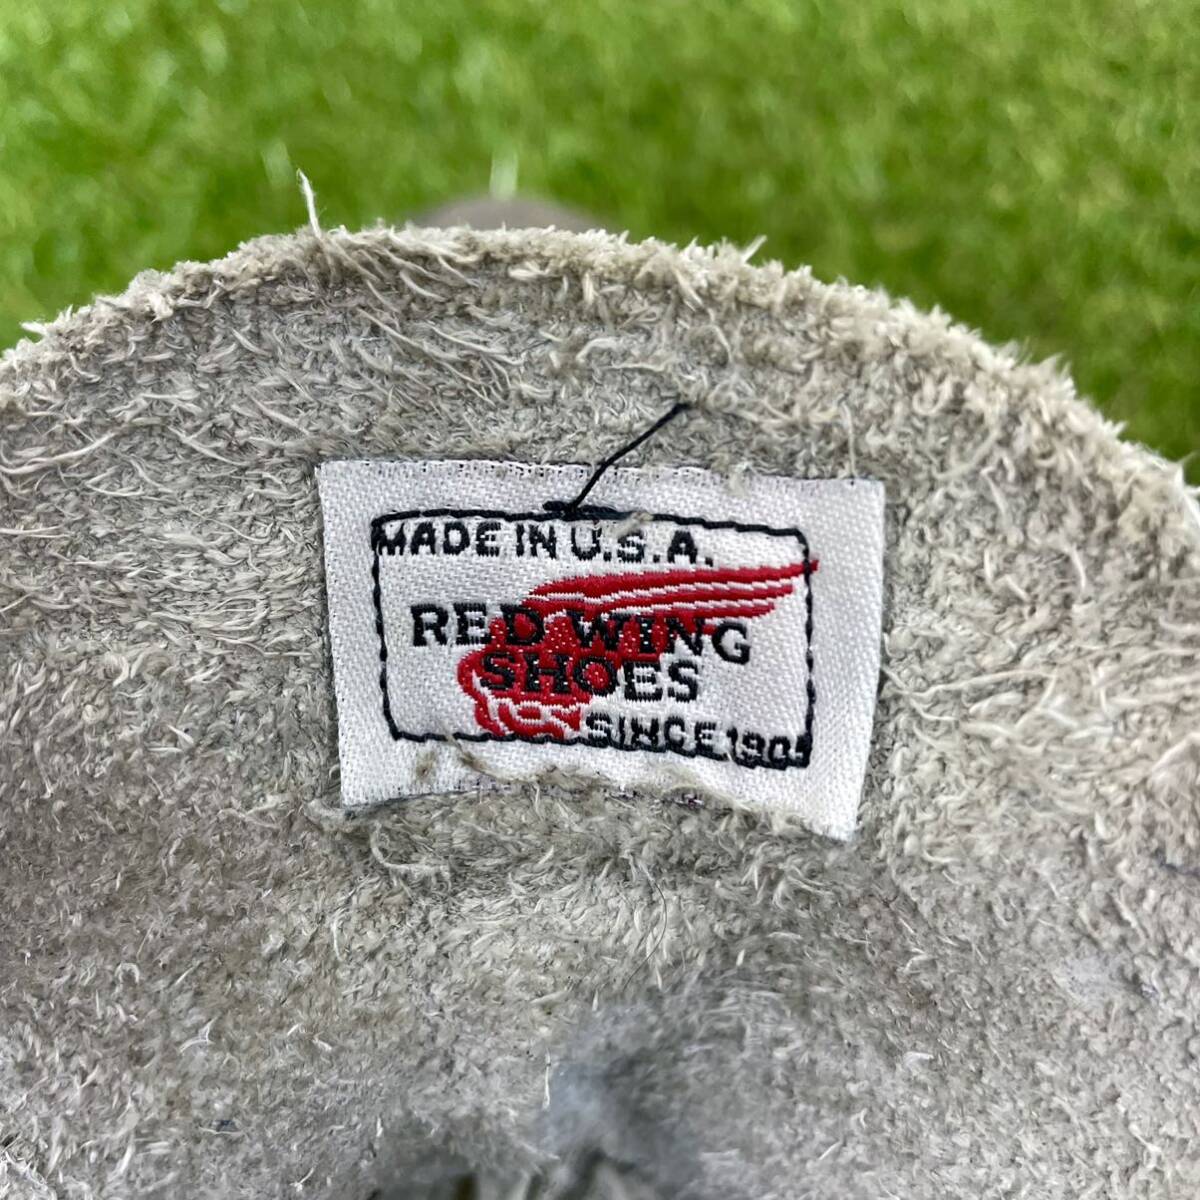 MADE IN U.S.A.
RED WING
SHOES
SINCE 1905